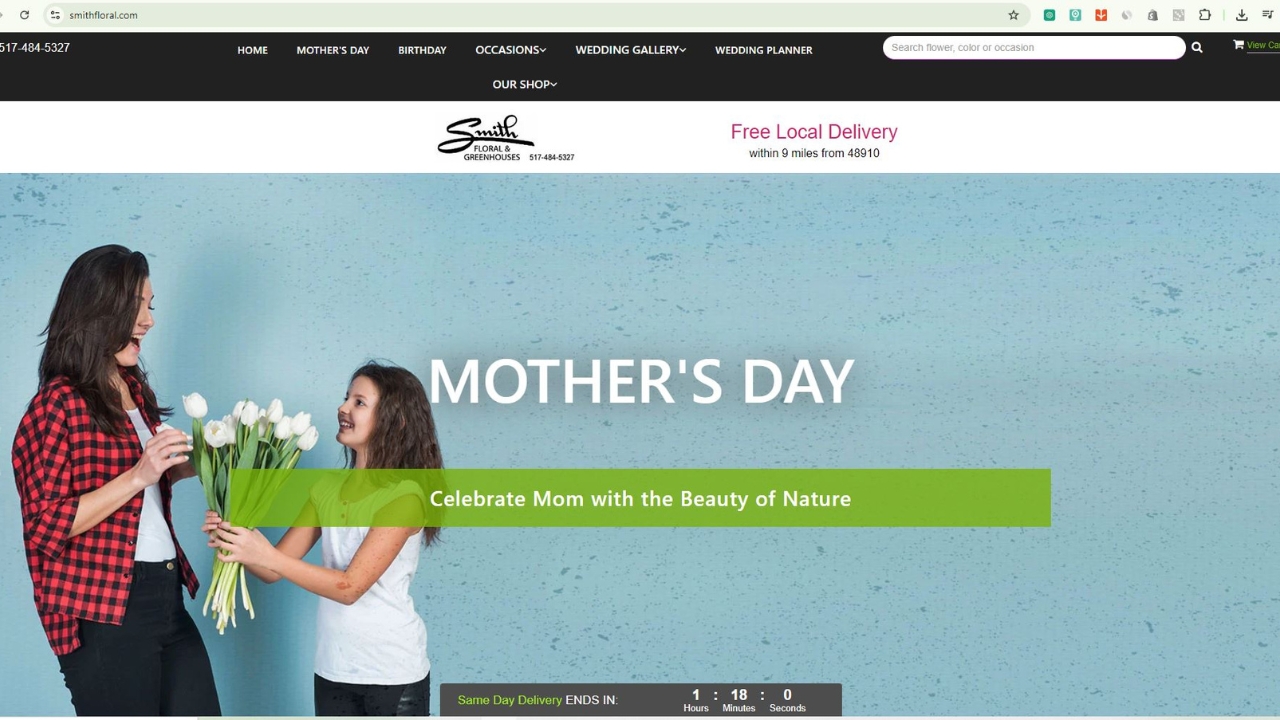 smithfloral.com
517-484-5327
HOME MOTHER'S DAY BIRTHDAY OCCASIONS WEDDING GALLERY WEDDING PLANNER
Search flower, color or occasion
View
OUR SHOP
Smith
FLORAL &
GREENHOUSES 517-484-5327
Free Local Delivery
within 9 miles from 48910
MOTHER'S DAY
Celebrate Mom with the Beauty of Nature
Same Day Delivery ENDS IN:
1 : 18 : 0
Hours Minutes Seconds